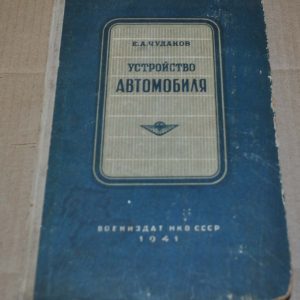 Е.А.ЧУДАКОВ
УСТРОЙСТВО
АВТОМОБИЛЯ
ВОЕНИЗДАТ НКО СССР
1941